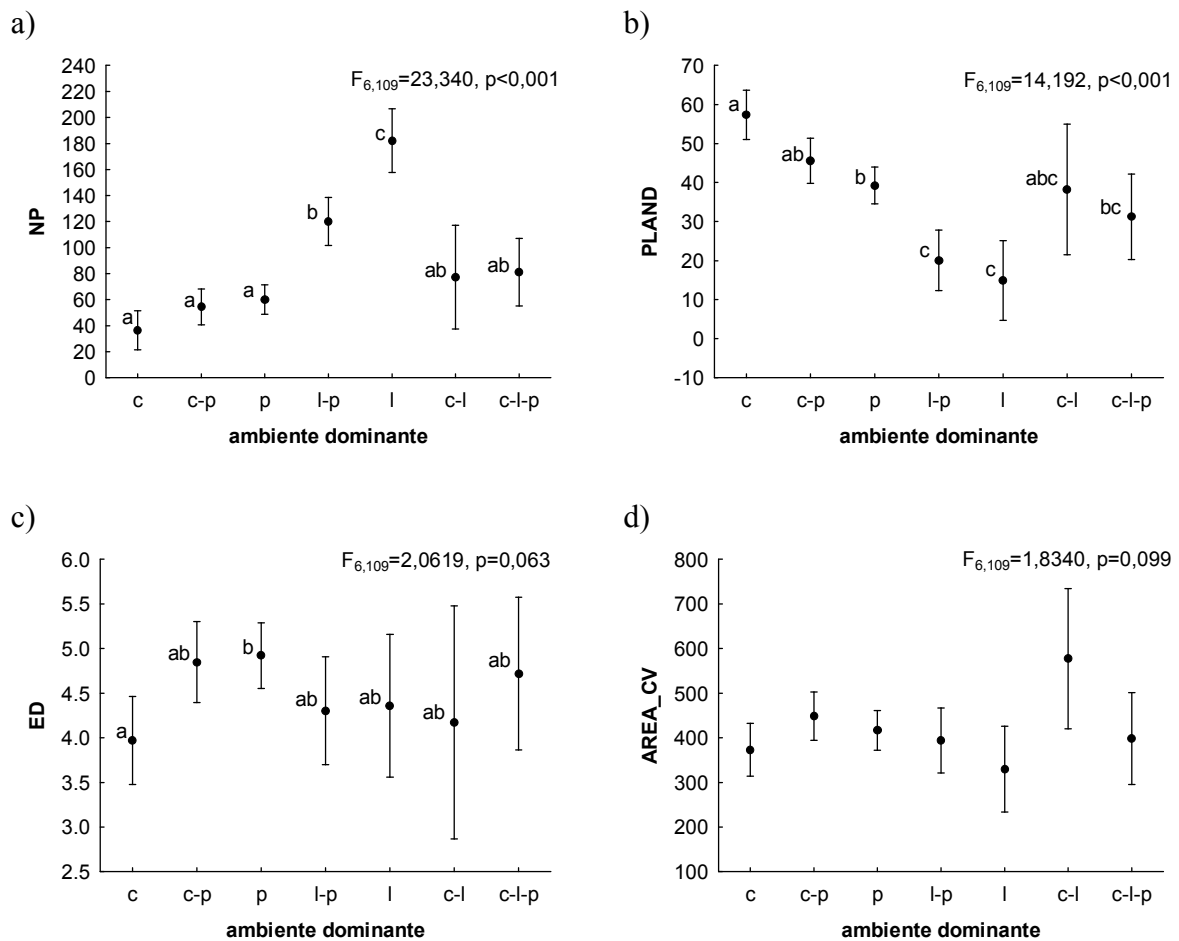 a)
F6,109=23,340, p<0,001
240
220
200
180
160
140
120
100
80
60
40
20
0
NP
a
a
a
b
c
ab
ab
c c-p p l-p l c-l c-l-p
ambiente dominante
b)
F6,109=14,192, p<0,001
70
60
50
40
30
20
10
0
-10
PLAND
a
ab
b
c
c
abc
bc
c c-p p l-p l c-l c-l-p
ambiente dominante
c)
F6,109=2,0619, p=0,063
6.0
5.5
5.0
4.5
4.0
3.5
3.0
2.5
ED
a
ab
b
ab
ab
ab
ab
c c-p p l-p l c-l c-l-p
ambiente dominante
d)
F6,109=1,8340, p=0,099
800
700
600
500
400
300
200
100
AREA_CV
c c-p p l-p l c-l c-l-p
ambiente dominante